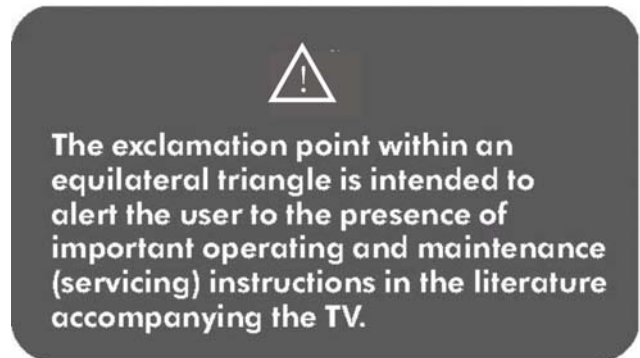 !
The exclamation point within an
equilateral triangle is intended to
alert the user to the presence of
important operating and maintenance
(servicing) instructions in the literature
accompanying the TV.